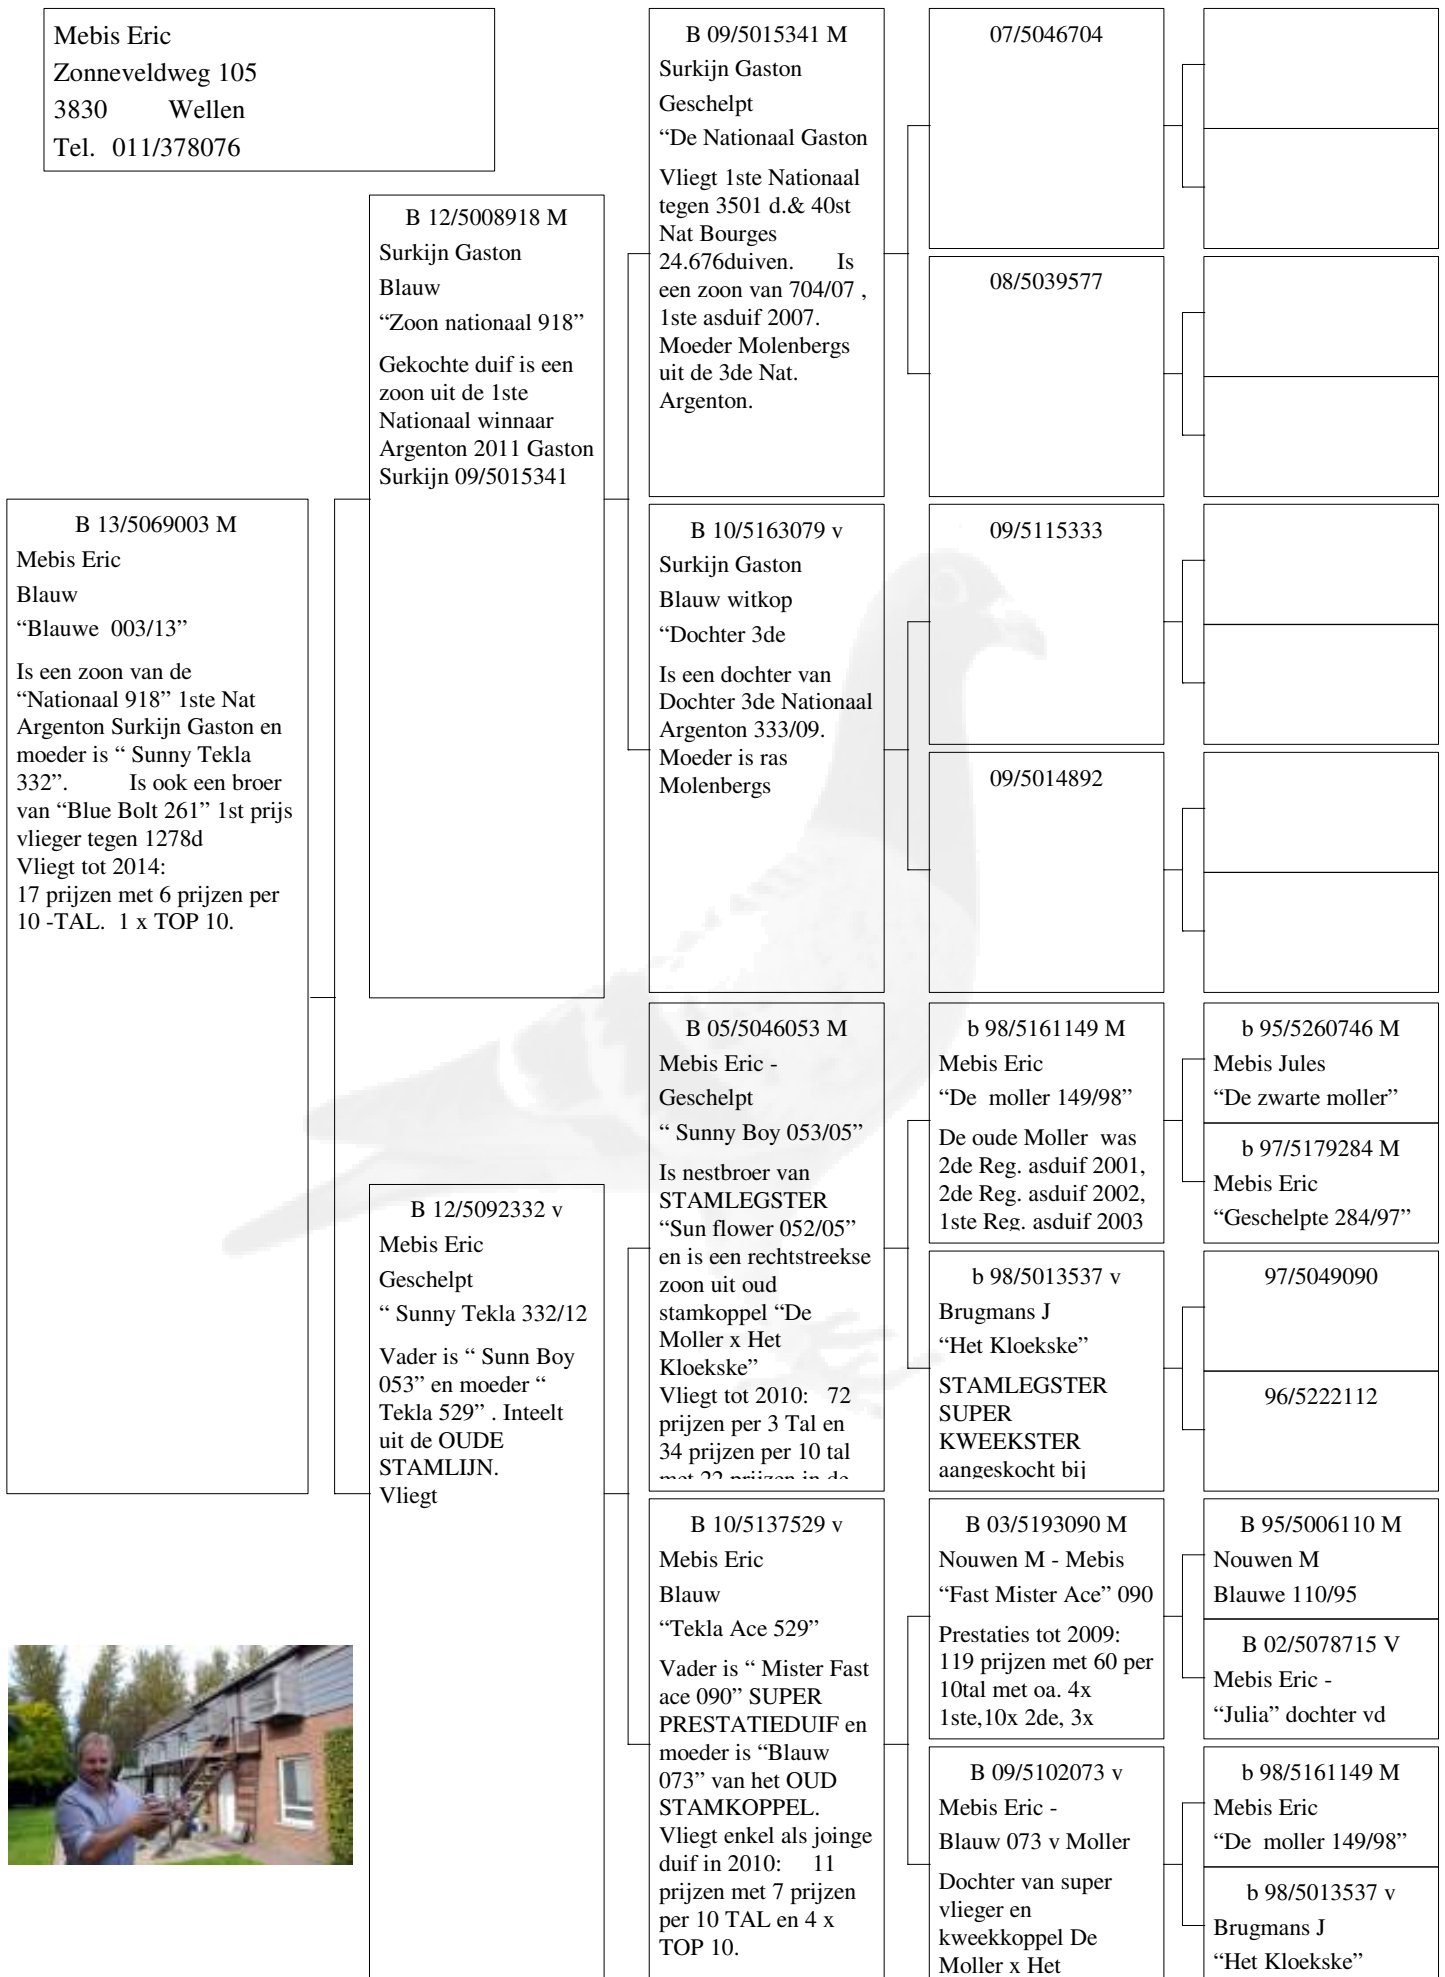 Mebis Eric
Zonneveldweg 105
3830 Wellen
Tel. 011/378076
B 13/5069003 M
Mebis Eric
Blauw
“Blauwe 003/13”
Is een zoon van de
“Nationaal 918” 1ste Nat
Argenton Surkijn Gaston en
moeder is “ Sunny Tekla
332”. Is ook een broer
van “Blue Bolt 261” 1st prijs
vlieger tegen 1278d
Vliegt tot 2014:
17 prijzen met 6 prijzen per
10 -TAL. 1 x TOP 10.
B 12/5008918 M
Surkijn Gaston
Blauw
“Zoon nationaal 918”
Gekochte duif is een
zoon uit de 1ste
Nationaal winnaar
Argenton 2011 Gaston
Surkijn 09/5015341
B 12/5092332 v
Mebis Eric
Geschelpt
“ Sunny Tekla 332/12
Vader is “ Sunn Boy
053” en moeder “
Tekla 529” . Inteelt
uit de OUDE
STAMLIJN.
Vliegt
B 09/5015341 M
Surkijn Gaston
Geschelpt
“De Nationaal Gaston
Vliegt 1ste Nationaal
tegen 3501 d.& 40st
Nat Bourges
24.676duiven. Is
een zoon van 704/07 ,
1ste asduif 2007.
Moeder Molenbergs
uit de 3de Nat.
Argenton.
B 10/5163079 v
Surkijn Gaston
Blauw witkop
“Dochter 3de
Is een dochter van
Dochter 3de Nationaal
Argenton 333/09.
Moeder is ras
Molenbergs
B 05/5046053 M
Mebis Eric -
Geschelpt
“ Sunny Boy 053/05”
Is nestbroer van
STAMLEGSTER
“Sun flower 052/05”
en is een rechtstreekse
zoon uit oud
stamkoppel “De
Moller x Het
Kloekske”
Vliegt tot 2010: 72
prijzen per 3 Tal en
34 prijzen per 10 tal
met 22 prijzen in de
B 10/5137529 v
Mebis Eric
Blauw
“Tekla Ace 529”
Vader is “ Mister Fast
ace 090” SUPER
PRESTATIEDUIF en
moeder is “Blauw
073” van het OUD
STAMKOPPEL.
Vliegt enkel als joinge
duif in 2010: 11
prijzen met 7 prijzen
per 10 TAL en 4 x
TOP 10.
07/5046704
08/5039577
09/5115333
09/5014892
b 98/5161149 M
Mebis Eric
“De moller 149/98”
De oude Moller was
2de Reg. asduif 2001,
2de Reg. asduif 2002,
1ste Reg. asduif 2003
b 98/5013537 v
Brugmans J
“Het Kloekske”
STAMLEGSTER
SUPER
KWEEKSTER
aangeskocht bij
B 03/5193090 M
Nouwen M - Mebis
“Fast Mister Ace” 090
Prestaties tot 2009:
119 prijzen met 60 per
10tal met oa. 4x
1ste,10x 2de, 3x
B 09/5102073 v
Mebis Eric -
Blauw 073 v Moller
Dochter van super
vlieger en
kweekkoppel De
Moller x Het
b 95/5260746 M
Mebis Jules
“De zwarte moller”
b 97/5179284 M
Mebis Eric
“Geschelpte 284/97”
97/5049090
96/5222112
B 95/5006110 M
Nouwen M
Blauwe 110/95
B 02/5078715 V
Mebis Eric -
“Julia” dochter vd
b 98/5161149 M
Mebis Eric
“De moller 149/98”
b 98/5013537 v
Brugmans J
“Het Kloekske”